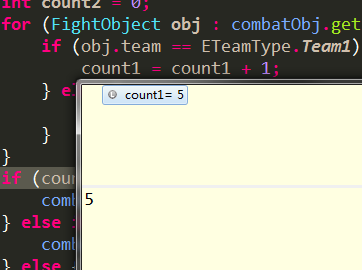 int count2 = 0;
for (FightObject obj : combatObj.get
if (obj.team == ETeamType.Team1)
count1 = count1 + 1;
} el
}
}
if (cou
comb
} else
comb
} else
count1= 5
5